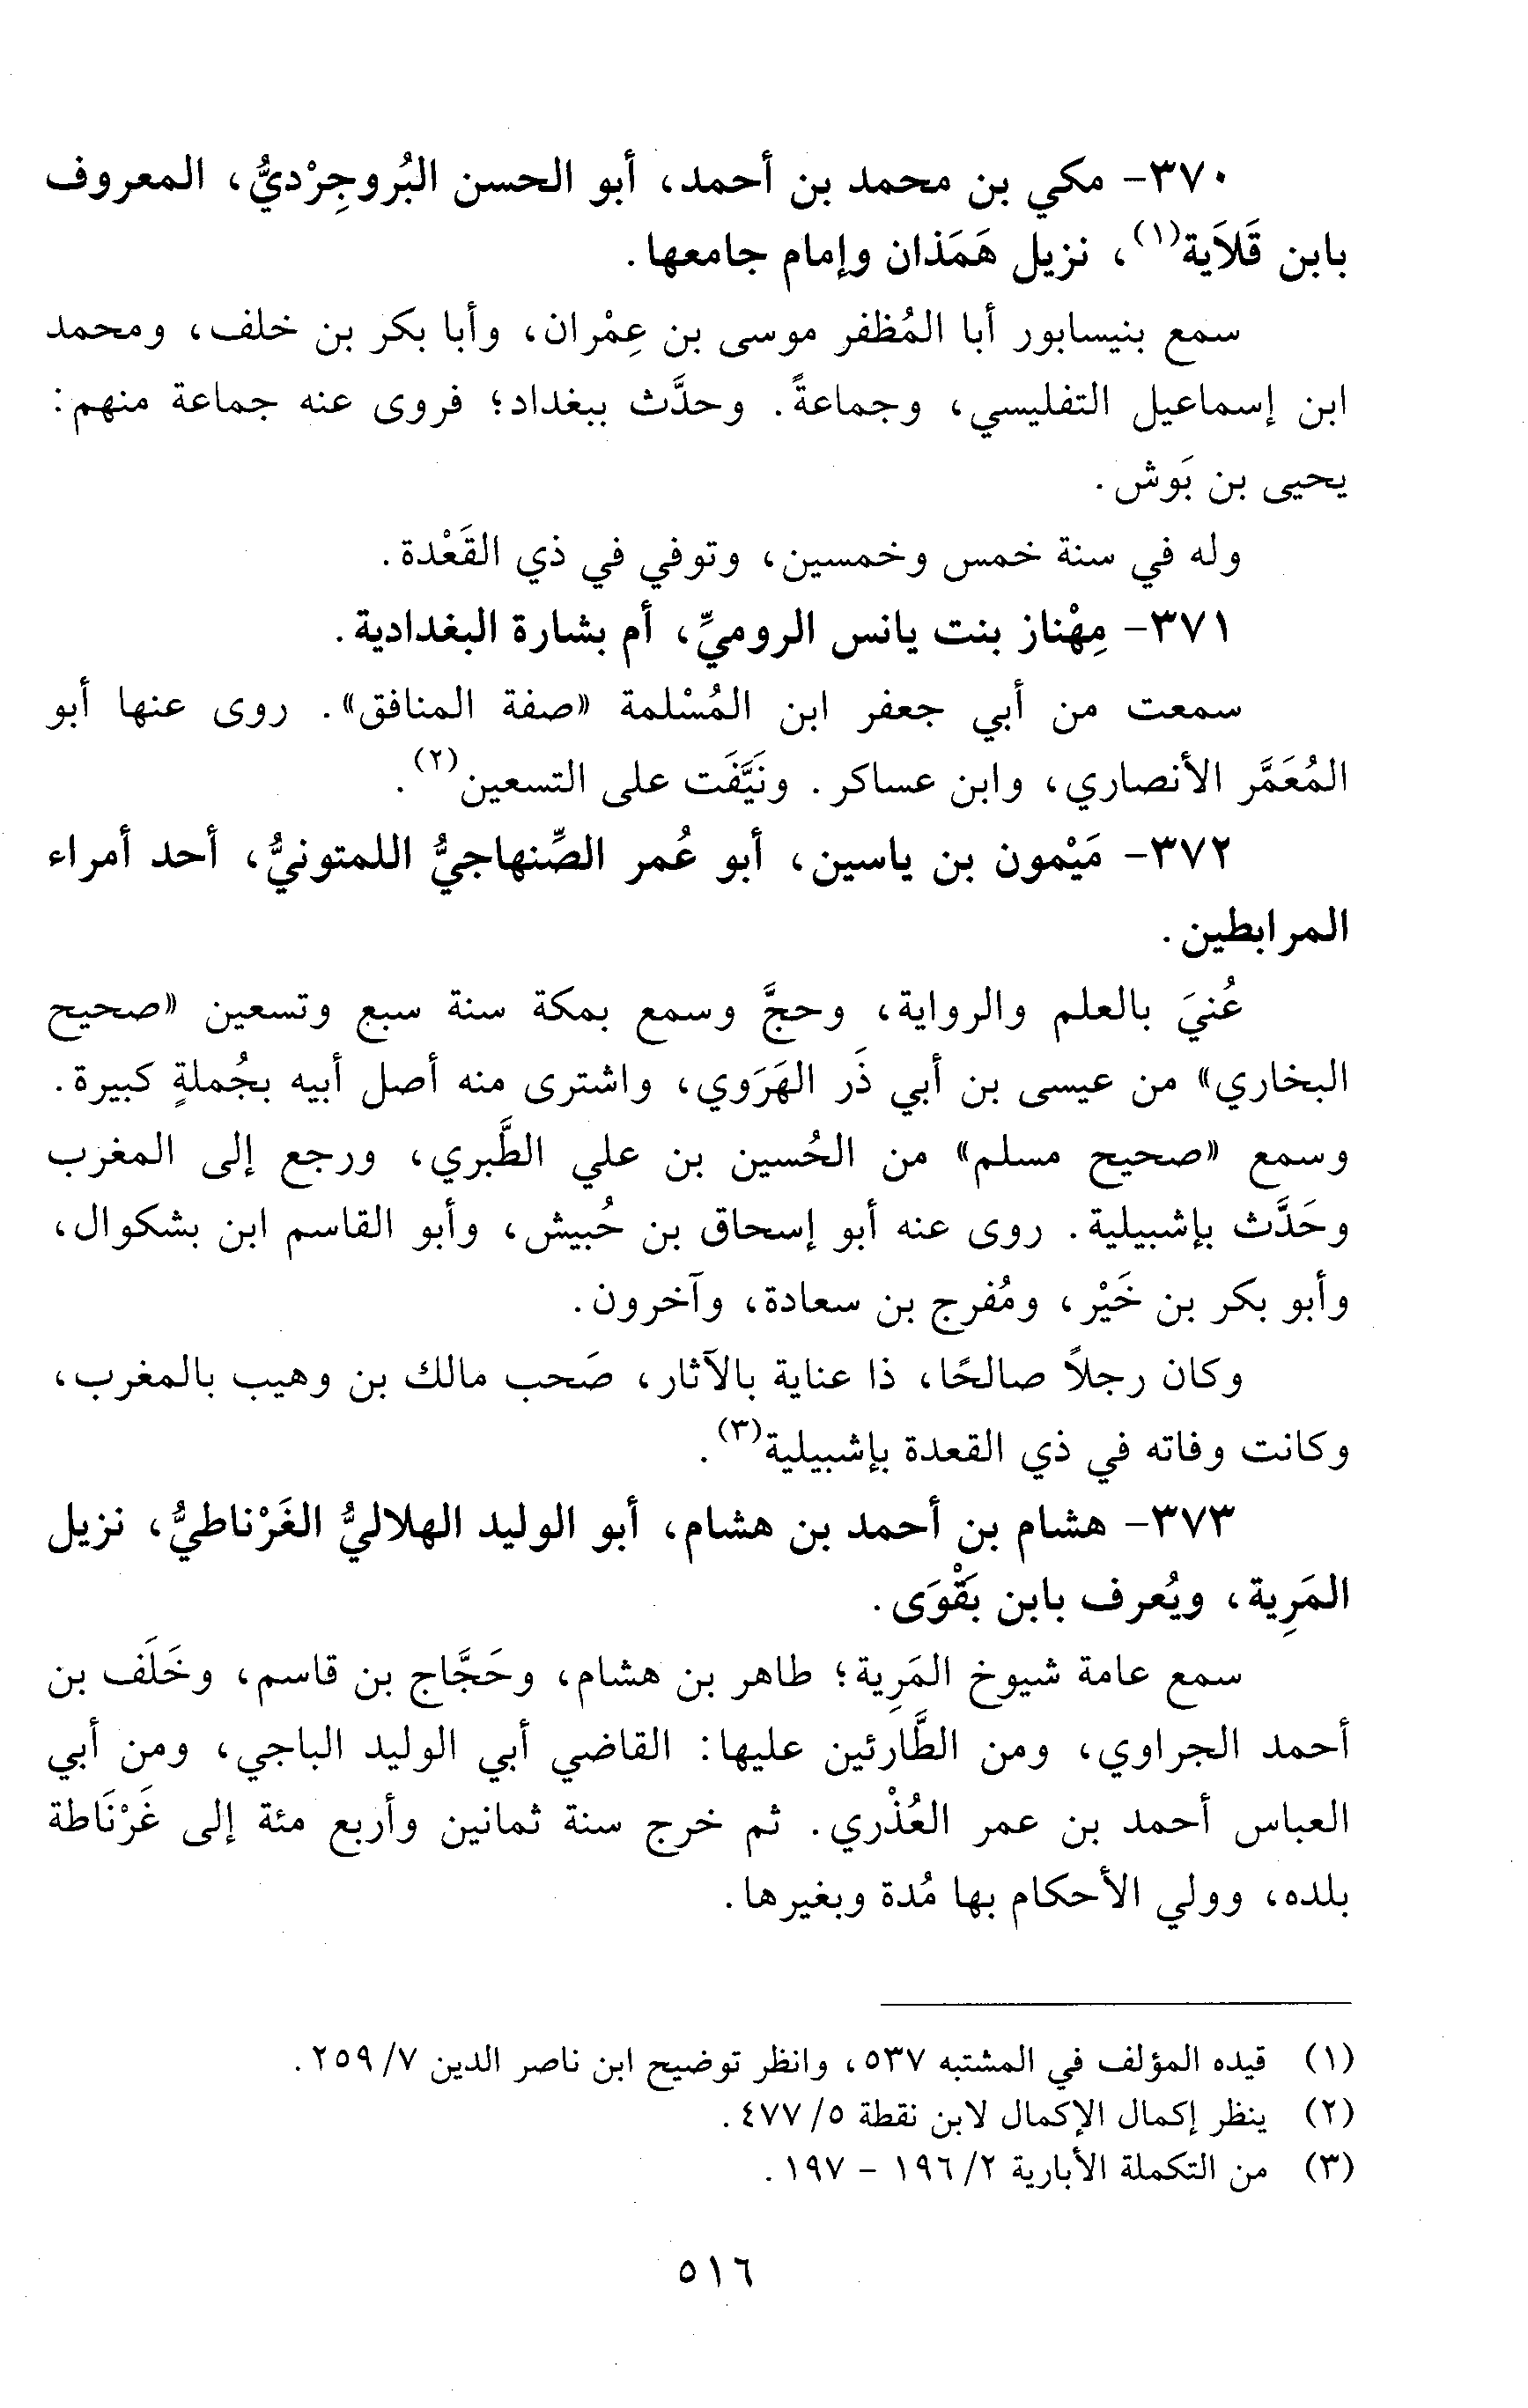 ٣٧٠- مكي بن محمد بن أحمد، أبو الحسن البُروجِرْديُّ، المعروف
بابن قَلاَية(١)، نزيل هَمَذان وإمام جامعها.
سمع بنيسابور أبا المُظفر موسى بن عِمْران، وأبا بكر بن خلف، ومحمد
ابن إسماعيل التفليسي، وجماعةً. وحدَّث ببغداد؛ فروى عنه جماعة منهم:
يحيى بن بَوش.
وله في سنة خمس وخمسين، وتوفي في ذي القَعْدة.
٣٧١- مِهْناز بنت يانس الروميِّ، أم بشارة البغدادية.
سمعت من أبي جعفر ابن المُسْلمة «صفة المنافق». روى عنها أبو
المُعَمَّر الأنصاري، وابن عساكر. ونَيَّفَت على التسعين(٢).
٣٧٢- مَيْمون بن ياسين، أبو عُمر الصِّنهاجيُّ اللمتونيُّ، أحد أمراء
المرابطين.
عُنيَ بالعلم والرواية، وحجَّ وسمع بمكة سنة سبع وتسعين «صحيح
البخاري» من عيسى بن أبي ذَر الهَرَوي، واشترى منه أصل أبيه بجُملةٍ كبيرة.
وسمع «صحيح مسلم» من الحُسين بن علي الطَّبري، ورجع إلى المغرب
وحَدَّث بإشبيلية. روى عنه أبو إسحاق بن حُبيش، وأبو القاسم ابن بشكوال،
وأبو بكر بن خَيْر، ومُفرج بن سعادة، وآخرون.
وكان رجلاً صالحًا، ذا عناية بالآثار، صَحب مالك بن وهيب بالمغرب،
وكانت وفاته في ذي القعدة بإشبيلية(٣).
٣٧٣- هشام بن أحمد بن هشام، أبو الوليد الهلاليُّ الغَرْناطيُّ، نزيل
المَرِية، ويُعرف بابن بَقْوَى.
سمع عامة شيوخ المَرِية؛ طاهر بن هشام، وحَجَّاج بن قاسم، وخَلَف بن
أحمد الجراوي، ومن الطَّارئين عليها: القاضي أبي الوليد الباجي، ومن أبي
العباس أحمد بن عمر العُذْري. ثم خرج سنة ثمانين وأربع مئة إلى غَرْنَاطة
بلده، وولي الأحكام بها مُدة وبغيرها.
(١) قيده المؤلف في المشتبه ٥٣٧، وانظر توضيح ابن ناصر الدين ٧/ ٢٥٩.
(٢) ينظر إكمال الإكمال لابن نقطة ٥/ ٤٧٧.
(٣) من التكملة الأبارية ٢/ ١٩٦ - ١٩٧.
٥١٦